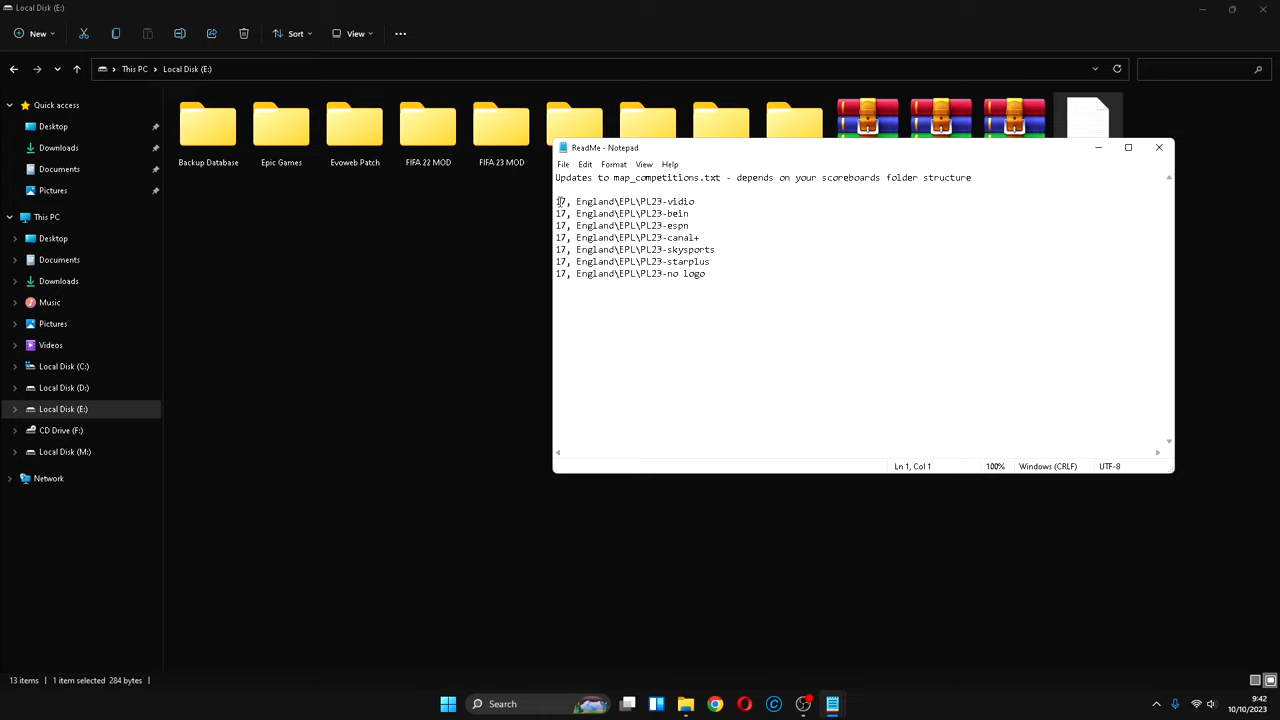 Local Disk (E:)
New
Sort
View
This PC > Local Disk (E:)
Quick access
Desktop
Downloads
Documents
Pictures
This PC
Desktop
Documents
Downloads
Music
Pictures
Videos
Local Disk (C:)
Local Disk (D:)
Local Disk (E:)
CD Drive (F:)
Local Disk (M:)
Network
Backup Database
Epic Games
Evoweb Patch
FIFA 22 MOD
FIFA 23 MOD
ReadMe - Notepad
File Edit Format View Help
Updates to map_competitions.txt - depends on your scoreboards folder structure
17, England\EPL\PL23-vidio
17, England\EPL\PL23-bein
17, England\EPL\PL23-espn
17, England\EPL\PL23-canal+
17, England\EPL\PL23-skysports
17, England\EPL\PL23-starplus
17, England\EPL\PL23-no logo
Ln 1, Col 1 100% Windows (CRLF) UTF-8
13 items 1 item selected 284 bytes
Search
9:42
10/10/2023